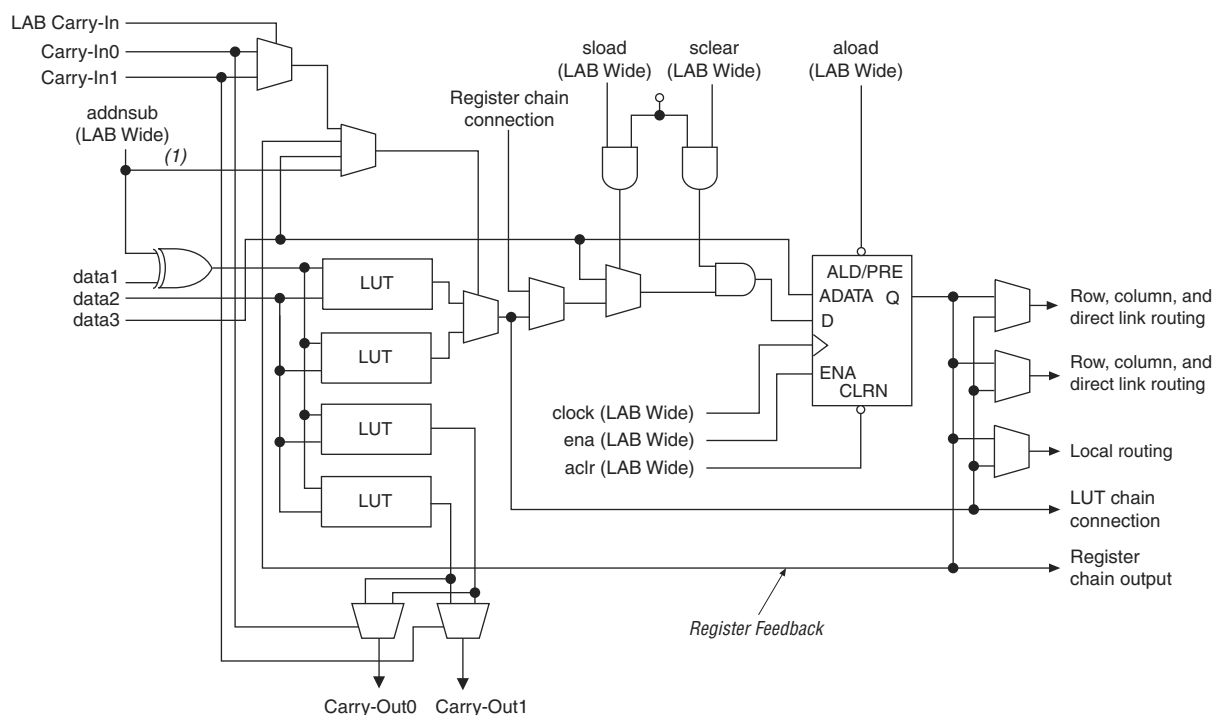 LAB Carry-In
Carry-In0
Carry-In1
addnsub
(LAB Wide)
(1)
Register chain
connection
sload
(LAB Wide)
sclear
(LAB Wide)
aload
(LAB Wide)
data1
data2
data3
LUT
LUT
LUT
LUT
ALD/PRE
ADATA
Q
D
ENA
CLRN
clock (LAB Wide)
ena (LAB Wide)
aclr (LAB Wide)
Row, column, and
direct link routing
Row, column, and
direct link routing
Local routing
LUT chain
connection
Register
chain output
Register Feedback
Carry-Out0
Carry-Out1